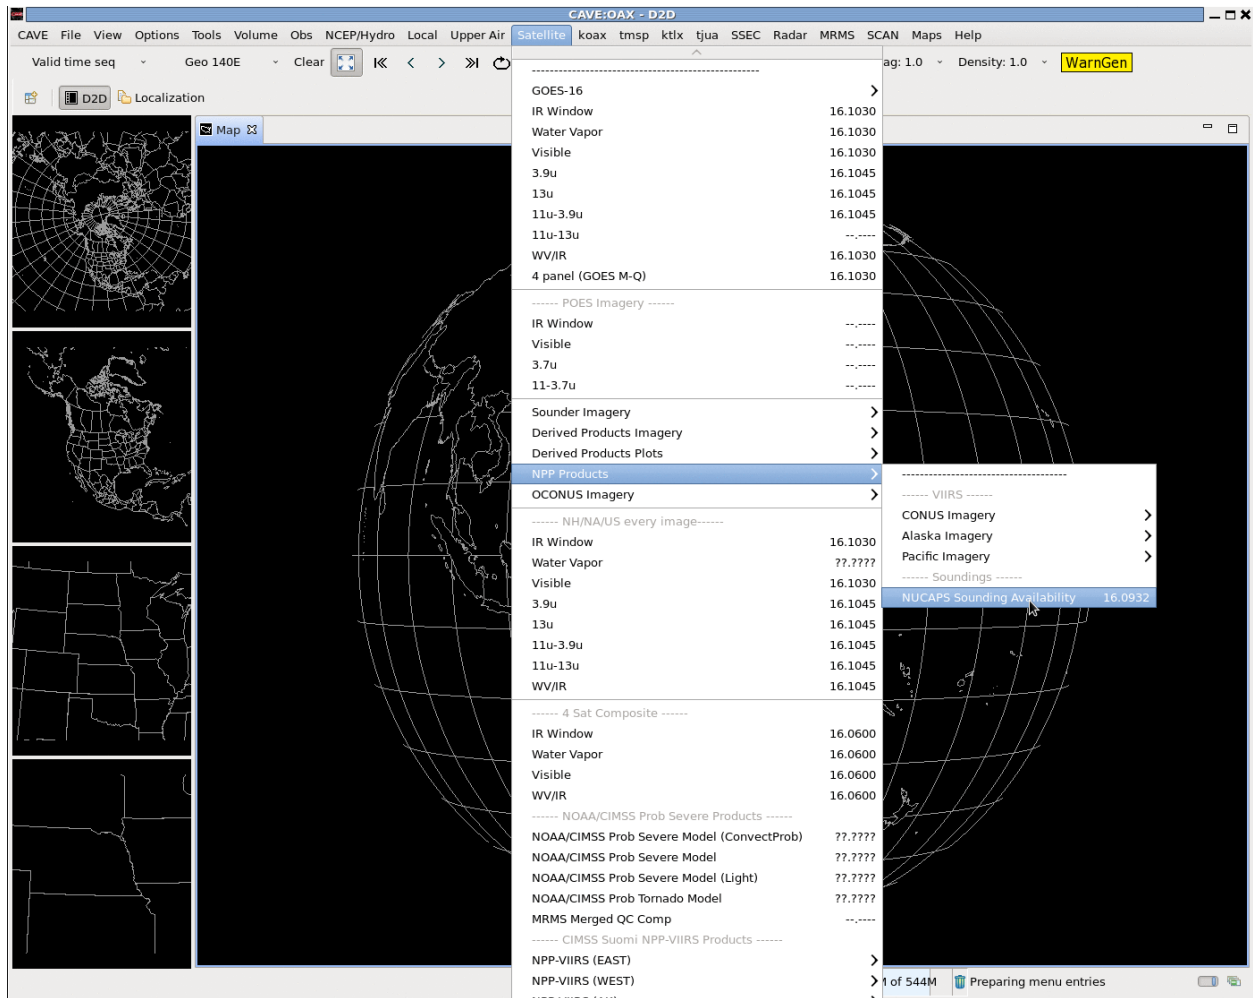 CAVE:OAX - D2D
CAVE File View Options Tools Volume Obs NCEP/Hydro Local Upper Air Satellite koax tmsp ktlx tjua SSEC Radar MRMS SCAN Maps Help
Valid time seq Geo 140E Clear ag: 1.0 Density: 1.0 WarnGen
D2D Localization
Map
--------------------------------------------------
GOES-16
IR Window 16.1030
Water Vapor 16.1030
Visible 16.1030
3.9u 16.1045
13u 16.1045
11u-3.9u 16.1045
11u-13u --.----
WV/IR 16.1030
4 panel (GOES M-Q) 16.1030
------ POES Imagery ------
IR Window --.----
Visible --.----
3.7u --.----
11-3.7u --.----
Sounder Imagery
Derived Products Imagery
Derived Products Plots
NPP Products
OCONUS Imagery
------------------------------------
------ VIIRS ------
CONUS Imagery
Alaska Imagery
Pacific Imagery
------ Soundings ------
NUCAPS Sounding Availability 16.0932
------ NH/NA/US every image------
IR Window 16.1030
Water Vapor ??.????
Visible 16.1030
3.9u 16.1045
13u 16.1045
11u-3.9u 16.1045
11u-13u 16.1045
WV/IR 16.1045
------ 4 Sat Composite ------
IR Window 16.0600
Water Vapor 16.0600
Visible 16.0600
WV/IR 16.0600
------ NOAA/CIMSS Prob Severe Products ------
NOAA/CIMSS Prob Severe Model (ConvectProb) ??.????
NOAA/CIMSS Prob Severe Model ??.????
NOAA/CIMSS Prob Severe Model (Light) ??.????
NOAA/CIMSS Prob Tornado Model ??.????
MRMS Merged QC Comp --.----
------ CIMSS Suomi NPP-VIIRS Products ------
NPP-VIIRS (EAST)
NPP-VIIRS (WEST)
M of 544M Preparing menu entries